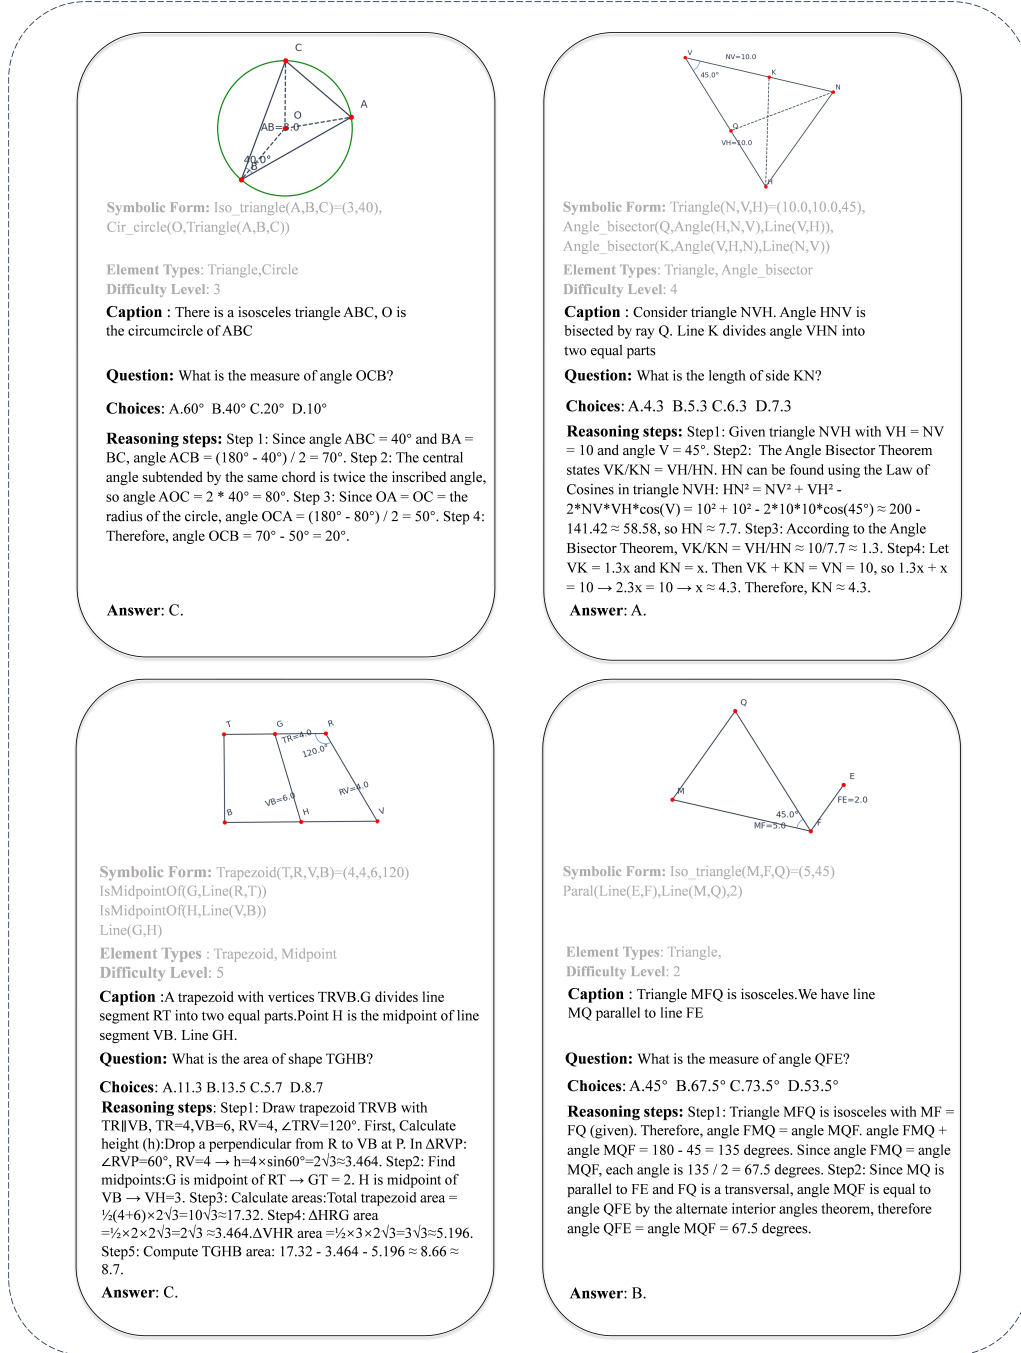 C
A
O
AB=3.0
40.0°
B
Symbolic Form: Iso_triangle(A,B,C)=(3,40),
Cir_circle(O,Triangle(A,B,C))
Element Types: Triangle,Circle
Difficulty Level: 3
Caption : There is a isosceles triangle ABC, O is
the circumcircle of ABC
Question: What is the measure of angle OCB?
Choices: A.60° B.40° C.20° D.10°
Reasoning steps: Step 1: Since angle ABC = 40° and BA =
BC, angle ACB = (180° - 40°) / 2 = 70°. Step 2: The central
angle subtended by the same chord is twice the inscribed angle,
so angle AOC = 2 * 40° = 80°. Step 3: Since OA = OC = the
radius of the circle, angle OCA = (180° - 80°) / 2 = 50°. Step 4:
Therefore, angle OCB = 70° - 50° = 20°.
Answer: C.
V
NV=10.0
K
45.0°
N
Q
VH=10.0
H
Symbolic Form: Triangle(N,V,H)=(10.0,10.0,45),
Angle_bisector(Q,Angle(H,N,V),Line(V,H)),
Angle_bisector(K,Angle(V,H,N),Line(N,V))
Element Types: Triangle, Angle_bisector
Difficulty Level: 4
Caption : Consider triangle NVH. Angle HNV is
bisected by ray Q. Line K divides angle VHN into
two equal parts
Question: What is the length of side KN?
Choices: A.4.3 B.5.3 C.6.3 D.7.3
Reasoning steps: Step1: Given triangle NVH with VH = NV
= 10 and angle V = 45°. Step2: The Angle Bisector Theorem
states VK/KN = VH/HN. HN can be found using the Law of
Cosines in triangle NVH: HN² = NV² + VH² -
2*NV*VH*cos(V) = 10² + 10² - 2*10*10*cos(45°) ≈ 200 -
141.42 ≈ 58.58, so HN ≈ 7.7. Step3: According to the Angle
Bisector Theorem, VK/KN = VH/HN ≈ 10/7.7 ≈ 1.3. Step4: Let
VK = 1.3x and KN = x. Then VK + KN = VN = 10, so 1.3x + x
= 10 → 2.3x = 10 → x ≈ 4.3. Therefore, KN ≈ 4.3.
Answer: A.
T
G
R
TR=4.0
120.0°
VB=6.0
RV=4.0
B
H
V
Symbolic Form: Trapezoid(T,R,V,B)=(4,4,6,120)
IsMidpointOf(G,Line(R,T))
IsMidpointOf(H,Line(V,B))
Line(G,H)
Element Types : Trapezoid, Midpoint
Difficulty Level: 5
Caption :A trapezoid with vertices TRVB.G divides line
segment RT into two equal parts.Point H is the midpoint of line
segment VB. Line GH.
Question: What is the area of shape TGHB?
Choices: A.11.3 B.13.5 C.5.7 D.8.7
Reasoning steps: Step1: Draw trapezoid TRVB with
TR∥VB, TR=4,VB=6, RV=4, ∠TRV=120°. First, Calculate
height (h):Drop a perpendicular from R to VB at P. In ΔRVP:
∠RVP=60°, RV=4 → h=4×sin60°=2√3≈3.464. Step2: Find
midpoints:G is midpoint of RT → GT = 2. H is midpoint of
VB → VH=3. Step3: Calculate areas:Total trapezoid area =
½(4+6)×2√3=10√3≈17.32. Step4: ΔHRG area
=½×2×2√3=2√3 ≈3.464.ΔVHR area =½×3×2√3=3√3≈5.196.
Step5: Compute TGHB area: 17.32 - 3.464 - 5.196 ≈ 8.66 ≈
8.7.
Answer: C.
Q
E
M
FE=2.0
45.0°
F
MF=5.0
Symbolic Form: Iso_triangle(M,F,Q)=(5,45)
Paral(Line(E,F),Line(M,Q),2)
Element Types: Triangle,
Difficulty Level: 2
Caption : Triangle MFQ is isosceles.We have line
MQ parallel to line FE
Question: What is the measure of angle QFE?
Choices: A.45° B.67.5° C.73.5° D.53.5°
Reasoning steps: Step1: Triangle MFQ is isosceles with MF =
FQ (given). Therefore, angle FMQ = angle MQF. angle FMQ +
angle MQF = 180 - 45 = 135 degrees. Since angle FMQ = angle
MQF, each angle is 135 / 2 = 67.5 degrees. Step2: Since MQ is
parallel to FE and FQ is a transversal, angle MQF is equal to
angle QFE by the alternate interior angles theorem, therefore
angle QFE = angle MQF = 67.5 degrees.
Answer: B.